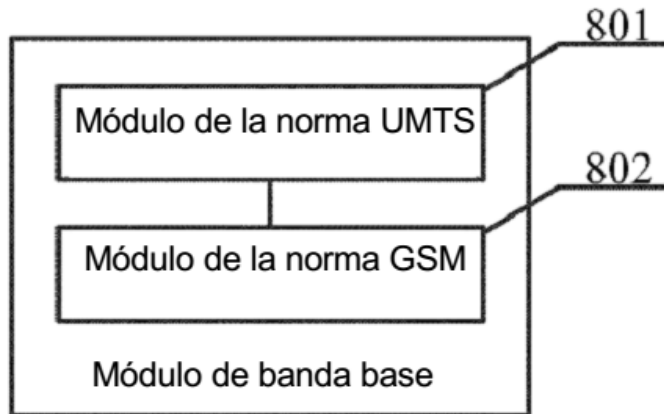 801
Módulo de la norma UMTS
802
Módulo de la norma GSM
Módulo de banda base